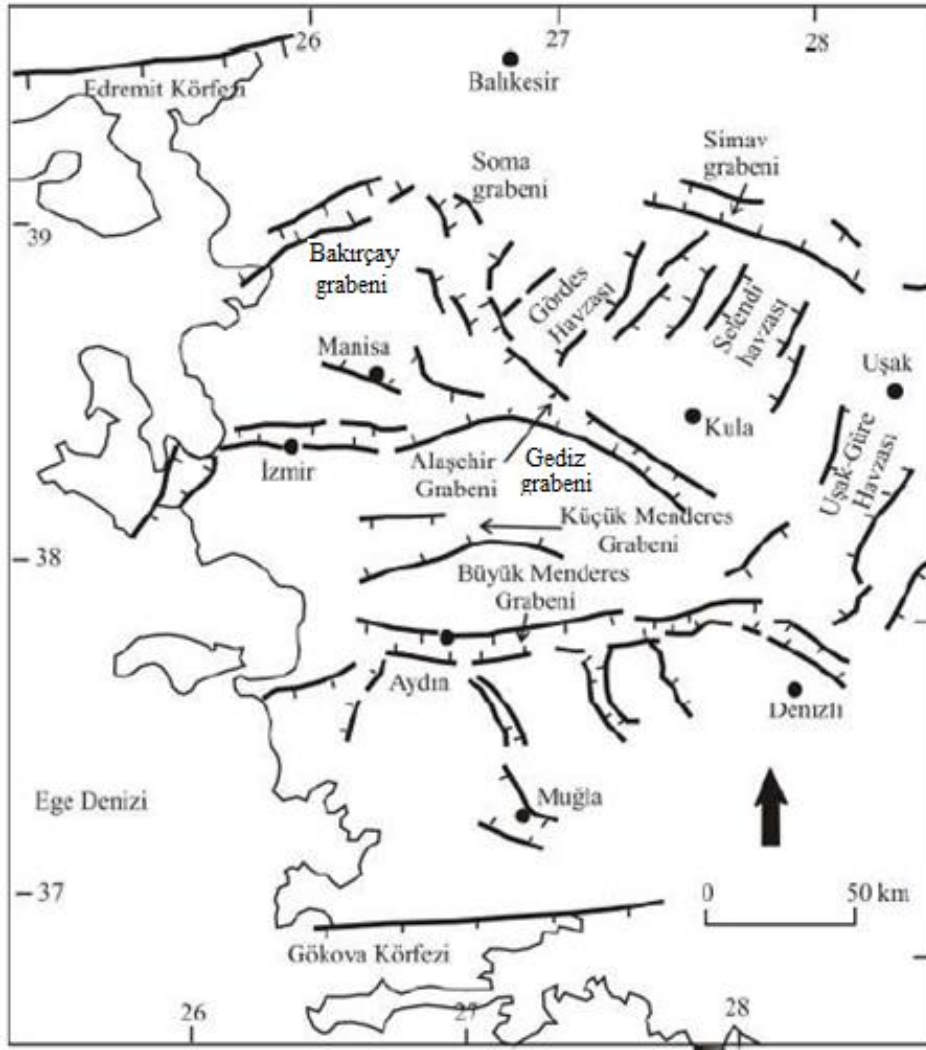 26
27
28
Edremit Körfezi
Balıkesir
Simav
grabeni
Soma
grabeni
39
Bakırçay
grabeni
Gördes
Havzası
Selendi
havzası
Manisa
Uşak
Kula
Uşak-Güre
Havzası
İzmir
Alaşehir
Grabeni
Gediz
grabeni
Küçük Menderes
Grabeni
38
Büyük Menderes
Grabeni
Aydın
Denizli
Ege Denizi
Muğla
37
0
50 km
Gökova Körfezi
26
27
28